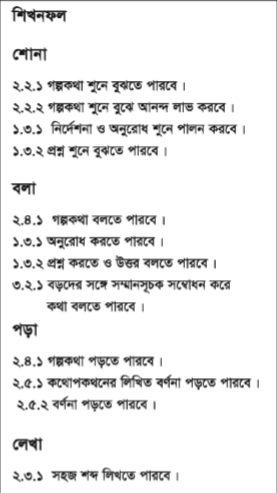 শিখনফল
শোনা
২.২.১ গল্পকথা শুনে বুঝতে পারবে।
২.২.২ গল্পকথা শুনে বুঝে আনন্দ লাভ করবে।
১.৩.১ নির্দেশনা ও অনুরোধ শুনে পালন করবে।
১.৩.২ প্রশ্ন শুনে বুঝতে পারবে।
বলা
২.৪.১ গল্পকথা বলতে পারবে।
১.৩.১ অনুরোধ করতে পারবে।
১.৩.২ প্রশ্ন করতে ও উত্তর বলতে পারবে।
৩.২.১ বড়দের সঙ্গে সম্মানসূচক সম্বোধন করে
কথা বলতে পারবে।
পড়া
২.৪.১ গল্পকথা পড়তে পারবে।
২.৫.১ কথোপকথনের লিখিত বর্ণনা পড়তে পারবে।
২.৫.২ বর্ণনা পড়তে পারবে।
লেখা
২.৩.১ সহজ শব্দ লিখতে পারবে।